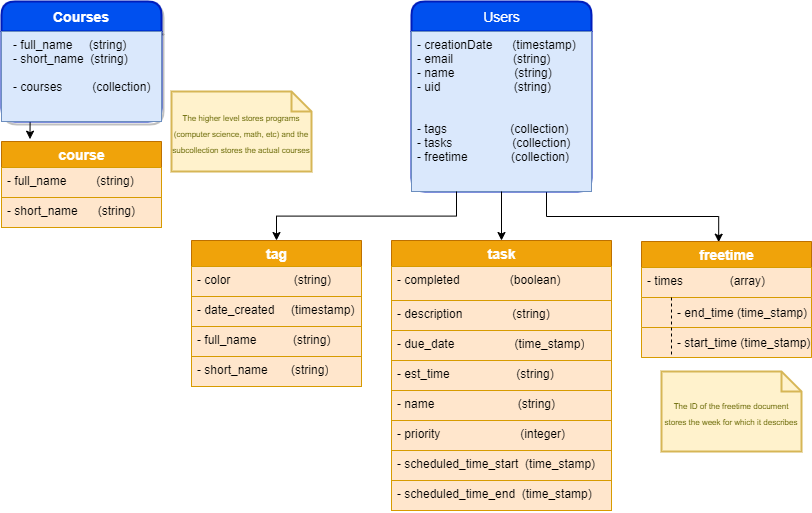 Courses
- full_name (string)
- short_name (string)
- courses (collection)
course
- full_name (string)
- short_name (string)
The higher level stores programs
(computer science, math, etc) and the
subcollection stores the actual courses
Users
- creationDate (timestamp)
- email (string)
- name (string)
- uid (string)
- tags (collection)
- tasks (collection)
- freetime (collection)
tag
- color (string)
- date_created (timestamp)
- full_name (string)
- short_name (string)
task
- completed (boolean)
- description (string)
- due_date (time_stamp)
- est_time (string)
- name (string)
- priority (integer)
- scheduled_time_start (time_stamp)
- scheduled_time_end (time_stamp)
freetime
- times (array)
- end_time (time_stamp)
- start_time (time_stamp)
The ID of the freetime document
stores the week for which it describes